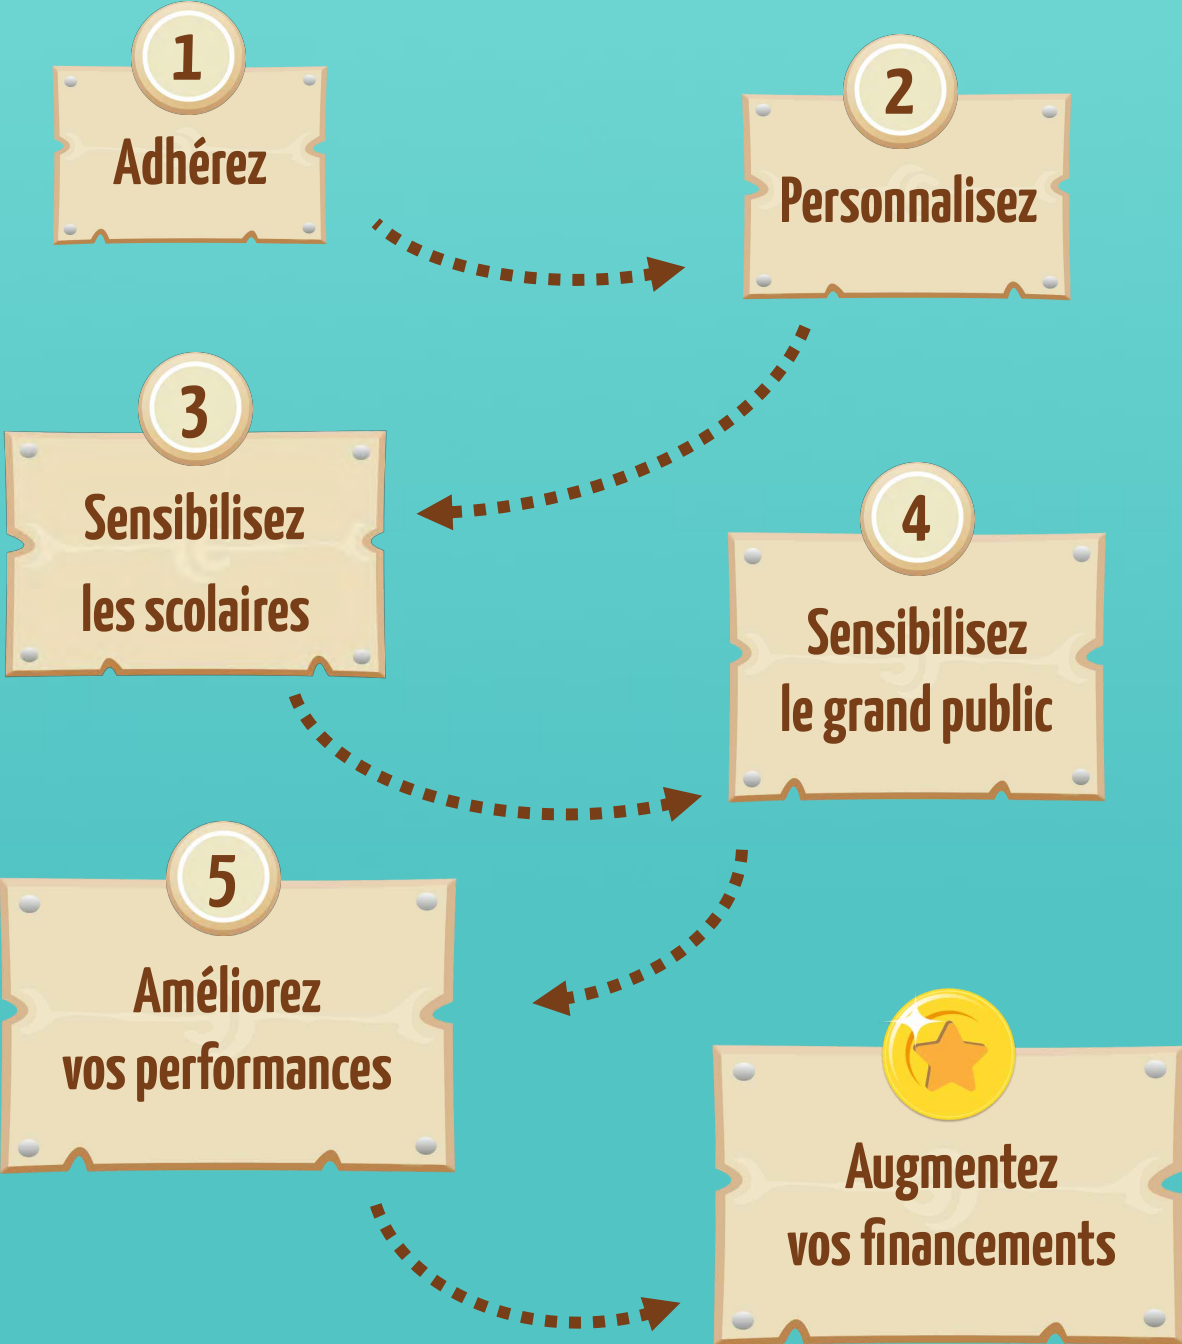 1
Adhérez
2
Personnalisez
3
Sensibilisez
les scolaires
4
Sensibilisez
le grand public
5
Améliorez
vos performances
Augmentez
vos financements